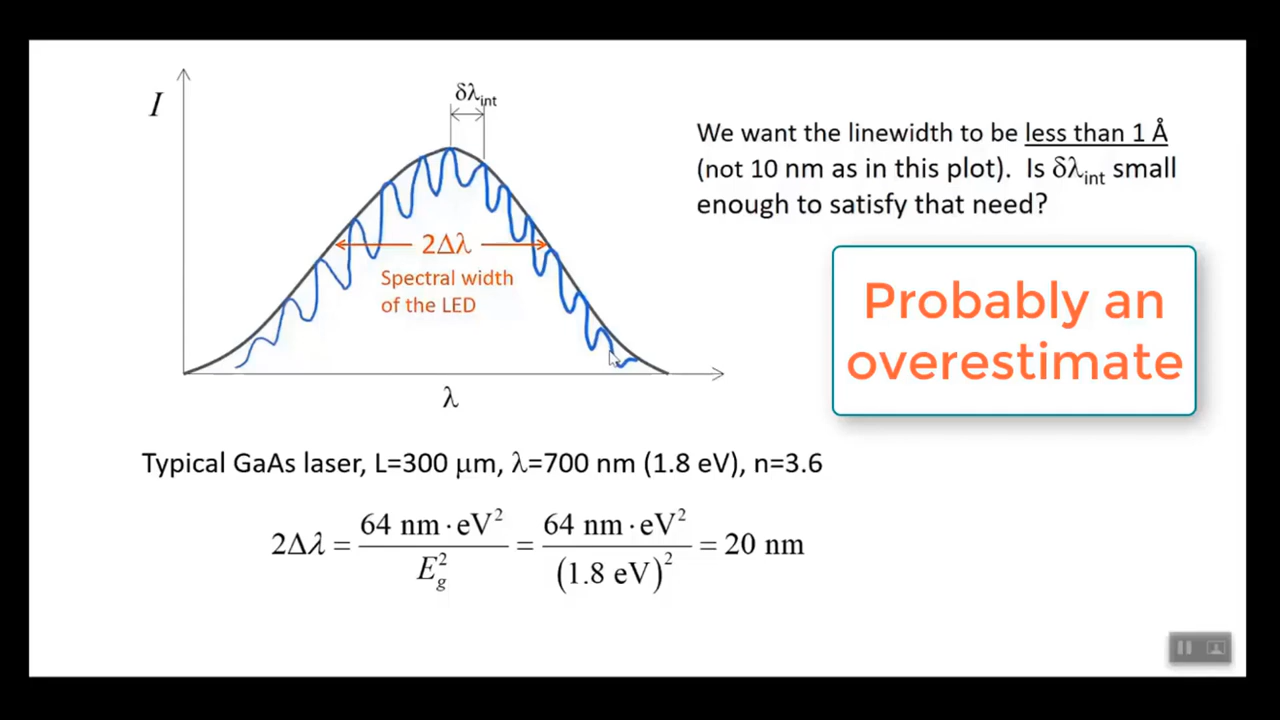 I
δλint
We want the linewidth to be less than 1 Å
(not 10 nm as in this plot). Is δλint small
enough to satisfy that need?
2Δλ
Spectral width
of the LED
Probably an
overestimate
λ
Typical GaAs laser, L=300 μm, λ=700 nm (1.8 eV), n=3.6
2Δλ = 64 nm·eV² / E_g² = 64 nm·eV² / (1.8 eV)² = 20 nm